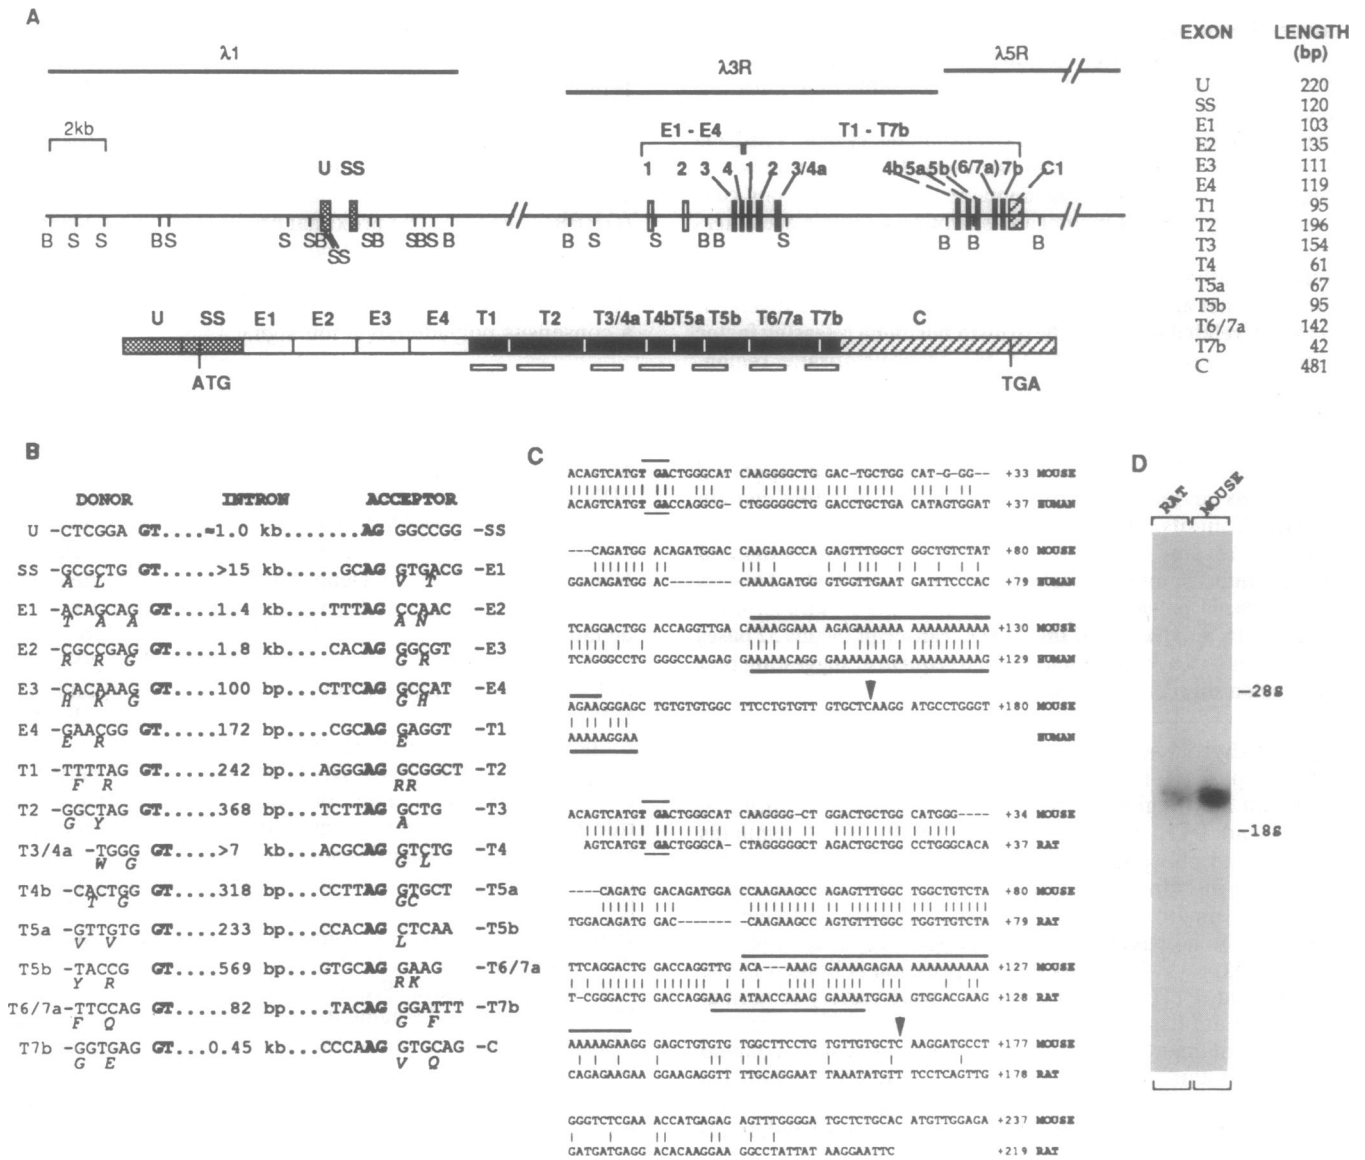 A
λ1
λ3R
λ5R
2kb
E1 - E4
T1 - T7b
U SS
1 2 3 4 1 2 3/4a
4b 5a 5b (6/7a) 7b C1
B S S BS S SB SS SB SBS B B S S B B S B B B
U SS E1 E2 E3 E4 T1 T2 T3/4a T4b T5a T5b T6/7a T7b C
ATG
TGA
EXON LENGTH (bp)
U 220
SS 120
E1 103
E2 135
E3 111
E4 119
T1 95
T2 196
T3 154
T4 61
T5a 67
T5b 95
T6/7a 142
T7b 42
C 481
B
DONOR INTRON ACCEPTOR
U -CTCGGA GT....≈1.0 kb.......AG GGCCGG -SS
SS -GCGCTG GT.....>15 kb.....GCAG GTGACG -E1
A L V T
E1 -ACAGCAG GT.....1.4 kb....TTTAG CCAAC -E2
T A A A N
E2 -CGCCGAG GT.....1.8 kb....CACAG GGCGT -E3
R R G G R
E3 -CACAAAG GT.....100 bp...CTTCAG GCCAT -E4
H K G G H
E4 -GAACGG GT.....172 bp....CGCAG GAGGT -T1
E R E
T1 -TTTTAG GT.....242 bp...AGGGAG GCGGCT -T2
F R RR
T2 -GGCTAG GT.....368 bp...TCTTAG GCTG -T3
G Y A
T3/4a -TGGG GT.....>7 kb...ACGCAG GTCTG -T4
W G G L
T4b -CACTGG GT.....318 bp...CCTTAG GTGCT -T5a
T G GC
T5a -GTTGTG GT....233 bp...CCACAG CTCAA -T5b
V V L
T5b -TACCG GT.....569 bp...GTGCAG GAAG -T6/7a
Y R RK
T6/7a-TTCCAG GT.....82 bp....TACAG GGATTT -T7b
F Q G F
T7b -GGTGAG GT...0.45 kb...CCCAAG GTGCAG -C
G E V Q
C
ACAGTCATGT GACTGGGCAT CAAGGGGCTG GAC-TGCTGG CAT-G-GG-- +33 MOUSE
ACAGTCATGT GACCAGGCG- CTGGGGGCTG GACCTGCTGA CATAGTGGAT +37 HUMAN
---CAGATGG ACAGATGGAC CAAGAAGCCA GAGTTTGGCT GGCTGTCTAT +80 MOUSE
GGACAGATGG AC-------- CAAAAGATGG GTGGTTGAAT GATTTCCCAC +79 HUMAN
TCAGGACTGG ACCAGGTTGAC AAAAGGAAA AGAGAAAAAA AAAAAAAAAA +130 MOUSE
TCAGGGCCTG GGGCCAAGAGG GAAAAACAGGG GAAAAAAAGA AAAAAAAAAG +129 HUMAN
AGAAGGGAGC TGTGTGTGGC TTCCTGTGTT GTGCTCAAGG ATGCCTGGGT +180 MOUSE
AAAAAGGAA HUMAN
ACAGTCATGT GACTGGGCAT CAAGGGG-CTG GACTGCTGG CATGGG---- +34 MOUSE
AGTCATGT GACTGGGCA- CTAGGGGGCT AGACTGCTGG CCTGGGCACA +37 RAT
----CAGATG GACAGATGGA CCAAGAAGCC AGAGTTTGGC TGGCTGTCTA +80 MOUSE
TGGACAGATG GAC------- -CAAGAAGCC AGTGTTTGGC TGGTTGTCTA +79 RAT
TTCAGGACTG GACCAGGTTG ACA---AAAG GAAAAGAGAA AAAAAAAAAA +127 MOUSE
T-CGGGACTG GACCAGGAAG ATAACCAAAG GAAAATGGAA GTGGACGAAG +128 RAT
AAAAAGAAGG GAGCTGTGTG TGGCTTCCTG TGTTGTGCTC AAGGATGCCT +177 MOUSE
CAGAGAAGAA GGAAGAGGTT TTGCAGGAAT TAAATATGTT TCCTCAGTTG +178 RAT
GGGTCTCGAA ACCATGAGAG AGTTTGGGGA TGCTCTGCAC ATGTTGGAGA +237 MOUSE
GATGATGAGG ACACAAGGAA GGCCTATTAT AAGGAATTC +219 RAT
D
RAT MOUSE
-28S
-18S